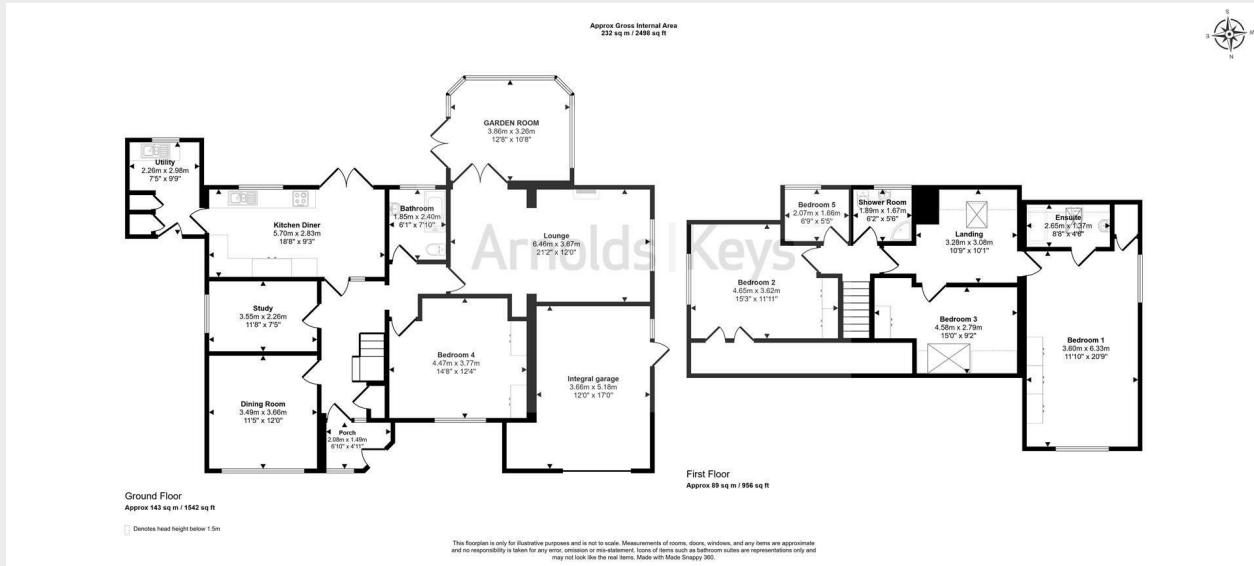 Approx Gross Internal Area
232 sq m / 2498 sq ft
S
E
W
N
GARDEN ROOM
3.86m x 3.26m
12'8" x 10'8"
Utility
2.26m x 2.98m
7'5" x 9'9"
Kitchen Diner
5.70m x 2.83m
18'8" x 9'3"
Bathroom
1.85m x 2.40m
6'1" x 7'10"
Lounge
6.46m x 3.67m
21'2" x 12'0"
Arnolds | Keys
Study
3.55m x 2.26m
11'8" x 7'5"
Bedroom 4
4.47m x 3.77m
14'8" x 12'4"
Integral garage
3.66m x 5.18m
12'0" x 17'0"
Dining Room
3.49m x 3.66m
11'5" x 12'0"
Porch
2.08m x 1.49m
6'10" x 4'11"
Bedroom 5
2.07m x 1.66m
6'9" x 5'5"
Shower Room
1.89m x 1.67m
6'2" x 5'6"
Landing
3.28m x 3.08m
10'9" x 10'1"
Ensuite
2.65m x 1.37m
8'8" x 4'6"
Bedroom 2
4.65m x 3.62m
15'3" x 11'11"
Bedroom 3
4.58m x 2.79m
15'0" x 9'2"
Bedroom 1
3.60m x 6.33m
11'10" x 20'9"
First Floor
Approx 89 sq m / 956 sq ft
Ground Floor
Approx 143 sq m / 1542 sq ft
Denotes head height below 1.5m
This floorplan is only for illustrative purposes and is not to scale. Measurements of rooms, doors, windows, and any items are approximate
and no responsibility is taken for any error, omission or mis-statement. Icons of items such as bathroom suites are representations only and
may not look like the real items. Made with Made Snappy 360.